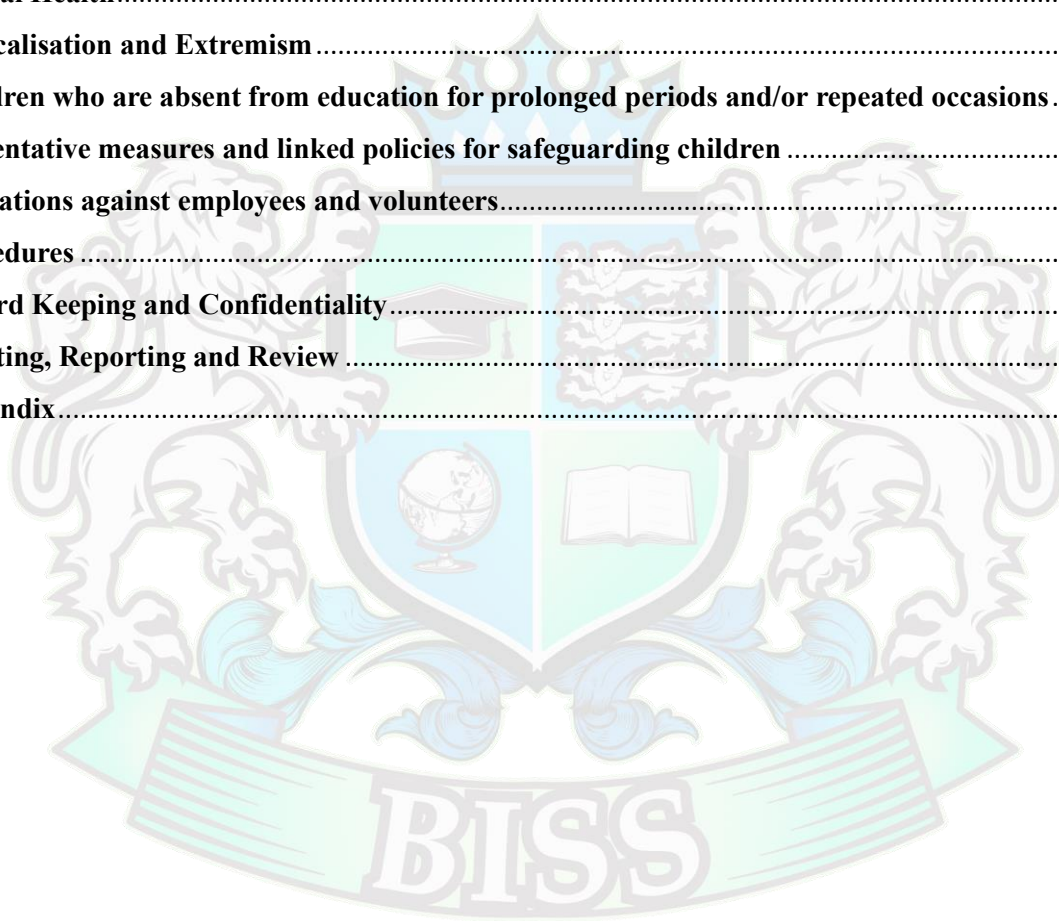 calisation and Extremism
dren who are absent from education for prolonged periods and/or repeated occasions
entative measures and linked policies for safeguarding children
ations against employees and volunteers
edures
rd Keeping and Confidentiality
ting, Reporting and Review
ndix
BISS